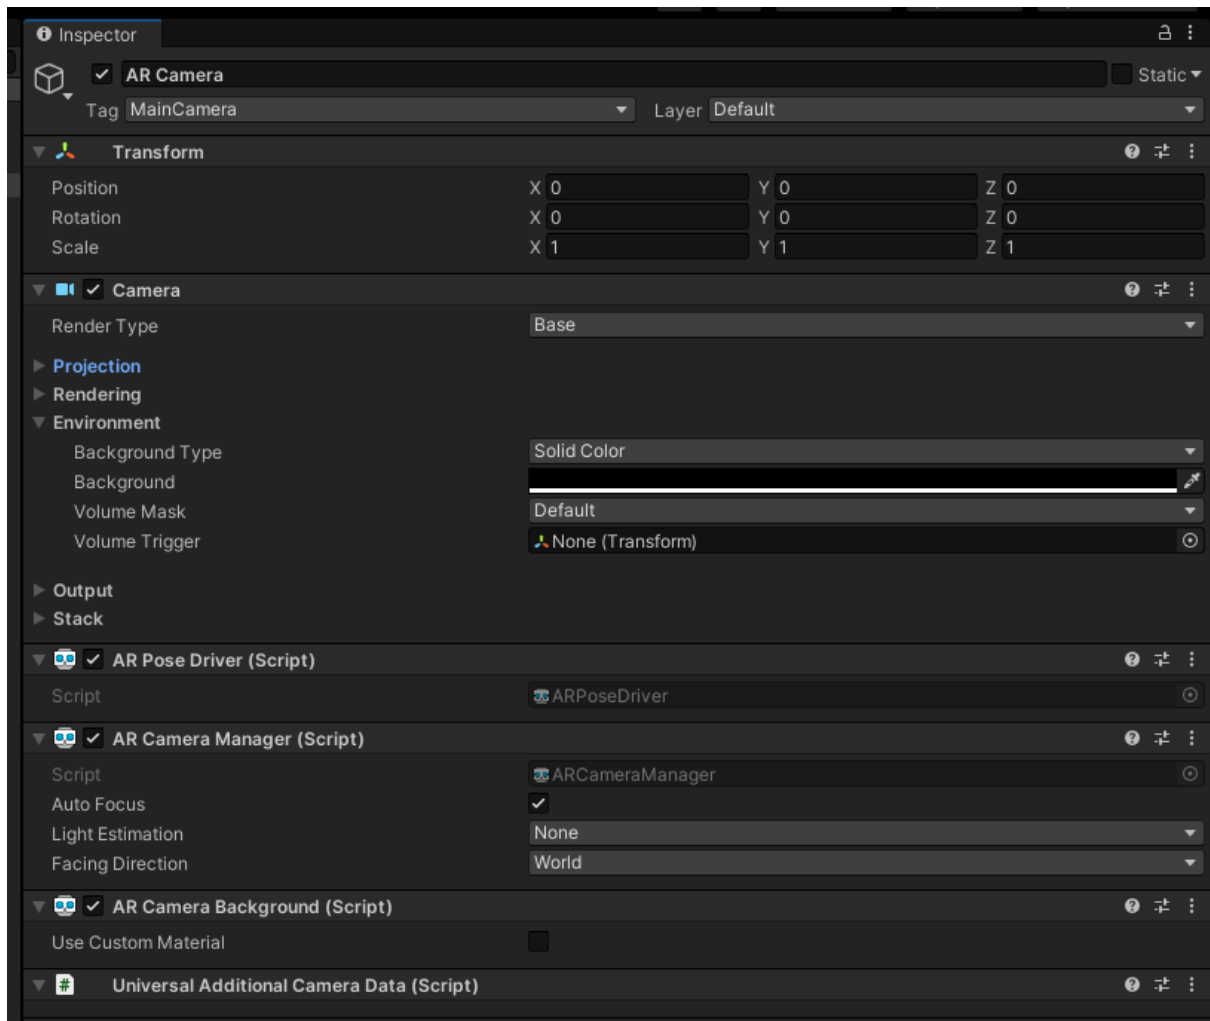 Inspector
AR Camera Static
Tag MainCamera Layer Default
Transform
Position X 0 Y 0 Z 0
Rotation X 0 Y 0 Z 0
Scale X 1 Y 1 Z 1
Camera
Render Type Base
Projection
Rendering
Environment
Background Type Solid Color
Background
Volume Mask Default
Volume Trigger None (Transform)
Output
Stack
AR Pose Driver (Script)
Script ARPoseDriver
AR Camera Manager (Script)
Script ARCameraManager
Auto Focus
Light Estimation None
Facing Direction World
AR Camera Background (Script)
Use Custom Material
# Universal Additional Camera Data (Script)